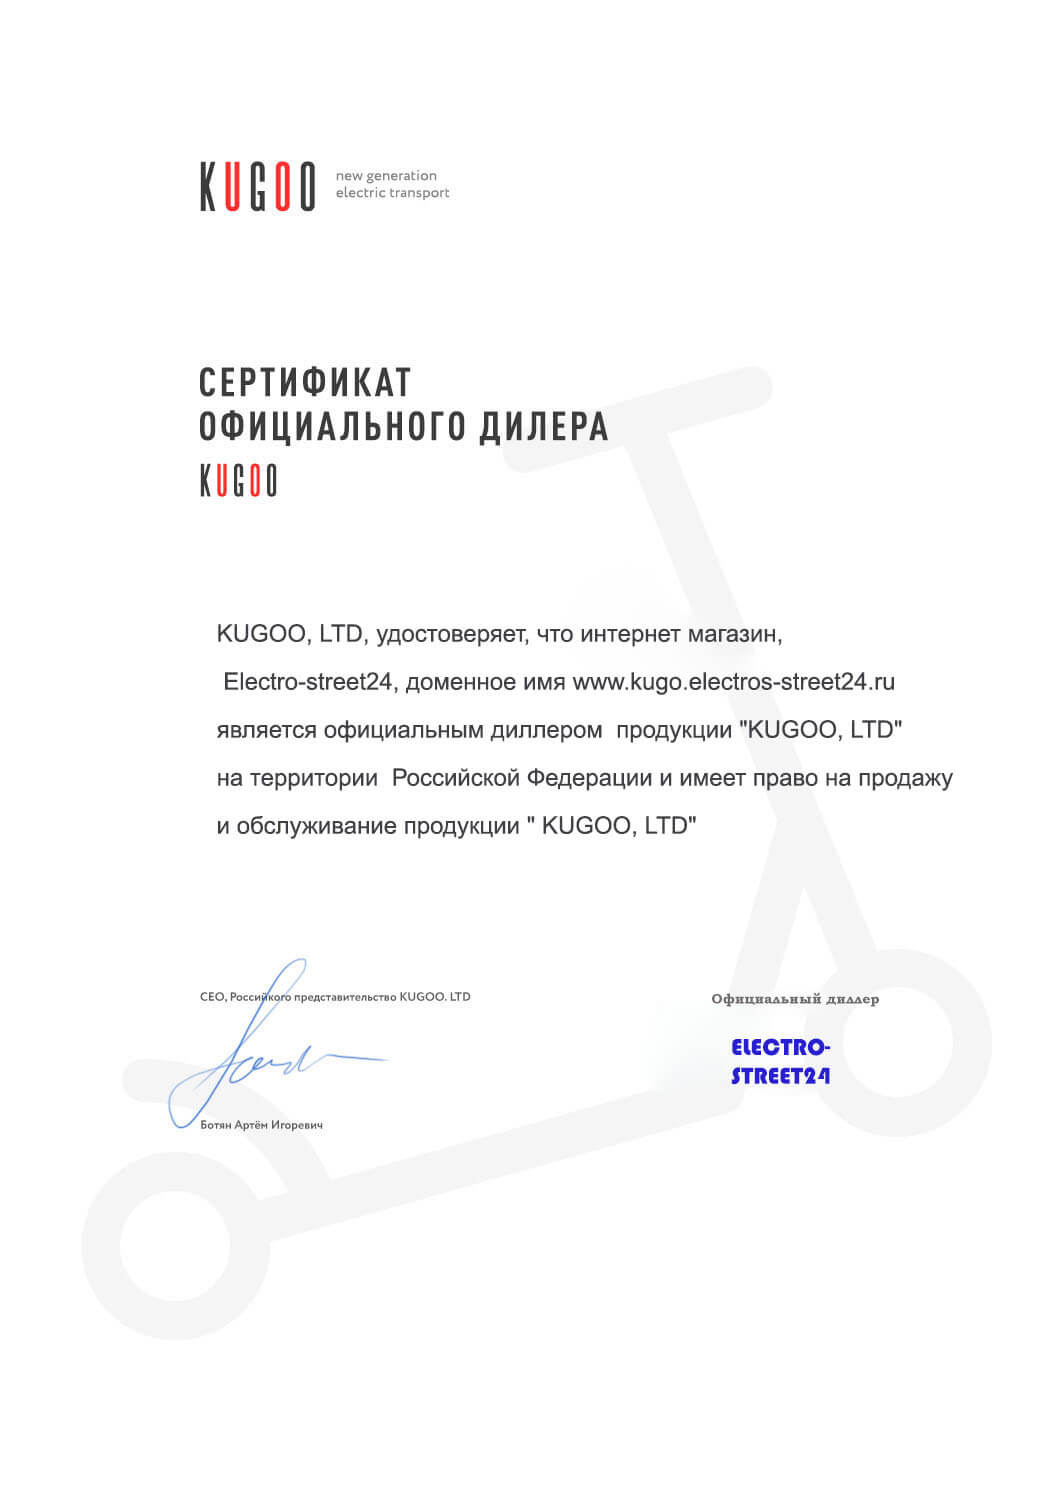 KUGOO
new generation
electric transport
СЕРТИФИКАТ
ОФИЦИАЛЬНОГО ДИЛЕРА
KUGOO
KUGOO, LTD, удостоверяет, что интернет магазин,
Electro-street24, доменное имя www.kugo.electros-street24.ru
является официальным диллером продукции "KUGOO, LTD"
на территории Российской Федерации и имеет право на продажу
и обслуживание продукции " KUGOO, LTD"
CEO, Россиийкого представительство KUGOO. LTD
Официальный диллер
ELECTRO-
STREET24
Ботян Артём Игоревич